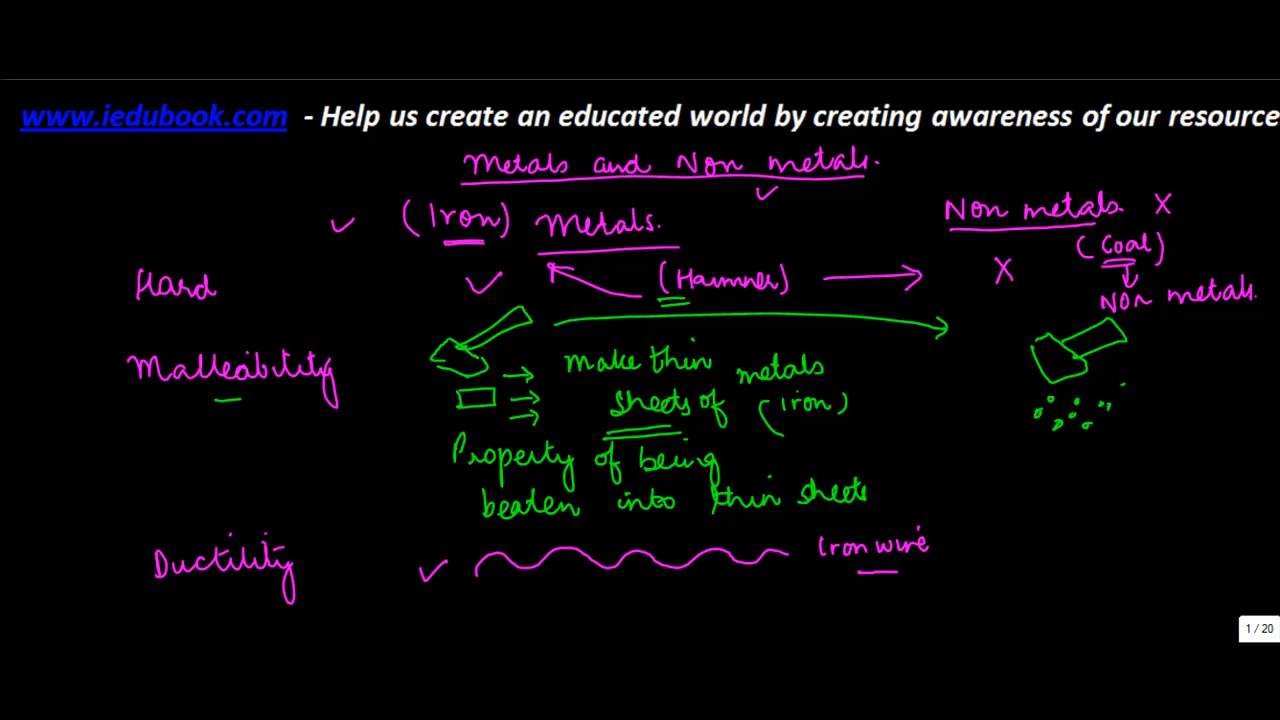 www.iedubook.com - Help us create an educated world by creating awareness of our resource
Metals and Non metals.
(Iron) Metals.
Non metals X
(Coal)
Non metals.
Hard
(Hammer)
X
Malleability
make thin metals
sheets of (iron)
Property of being
beaten into thin sheets
Ductility
Iron wire
1 / 20